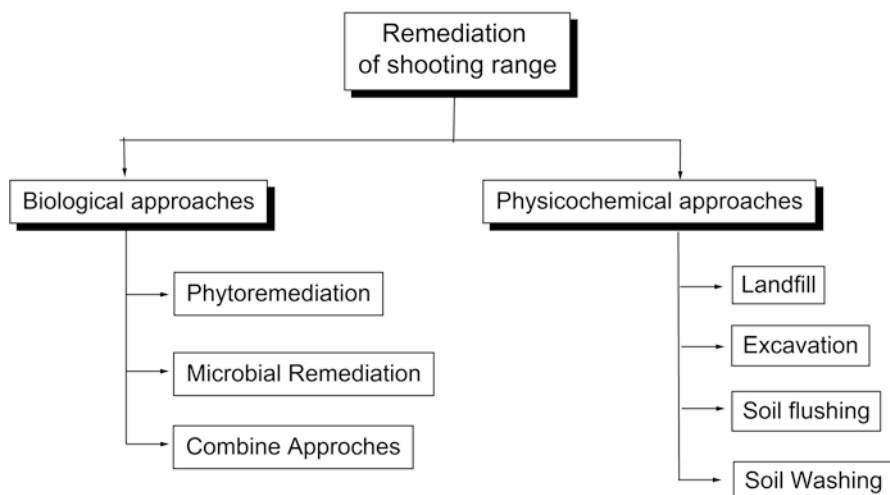 Remediation
of shooting range
Biological approaches
Physicochemical approaches
Phytoremediation
Microbial Remediation
Combine Approches
Landfill
Excavation
Soil flushing
Soil Washing